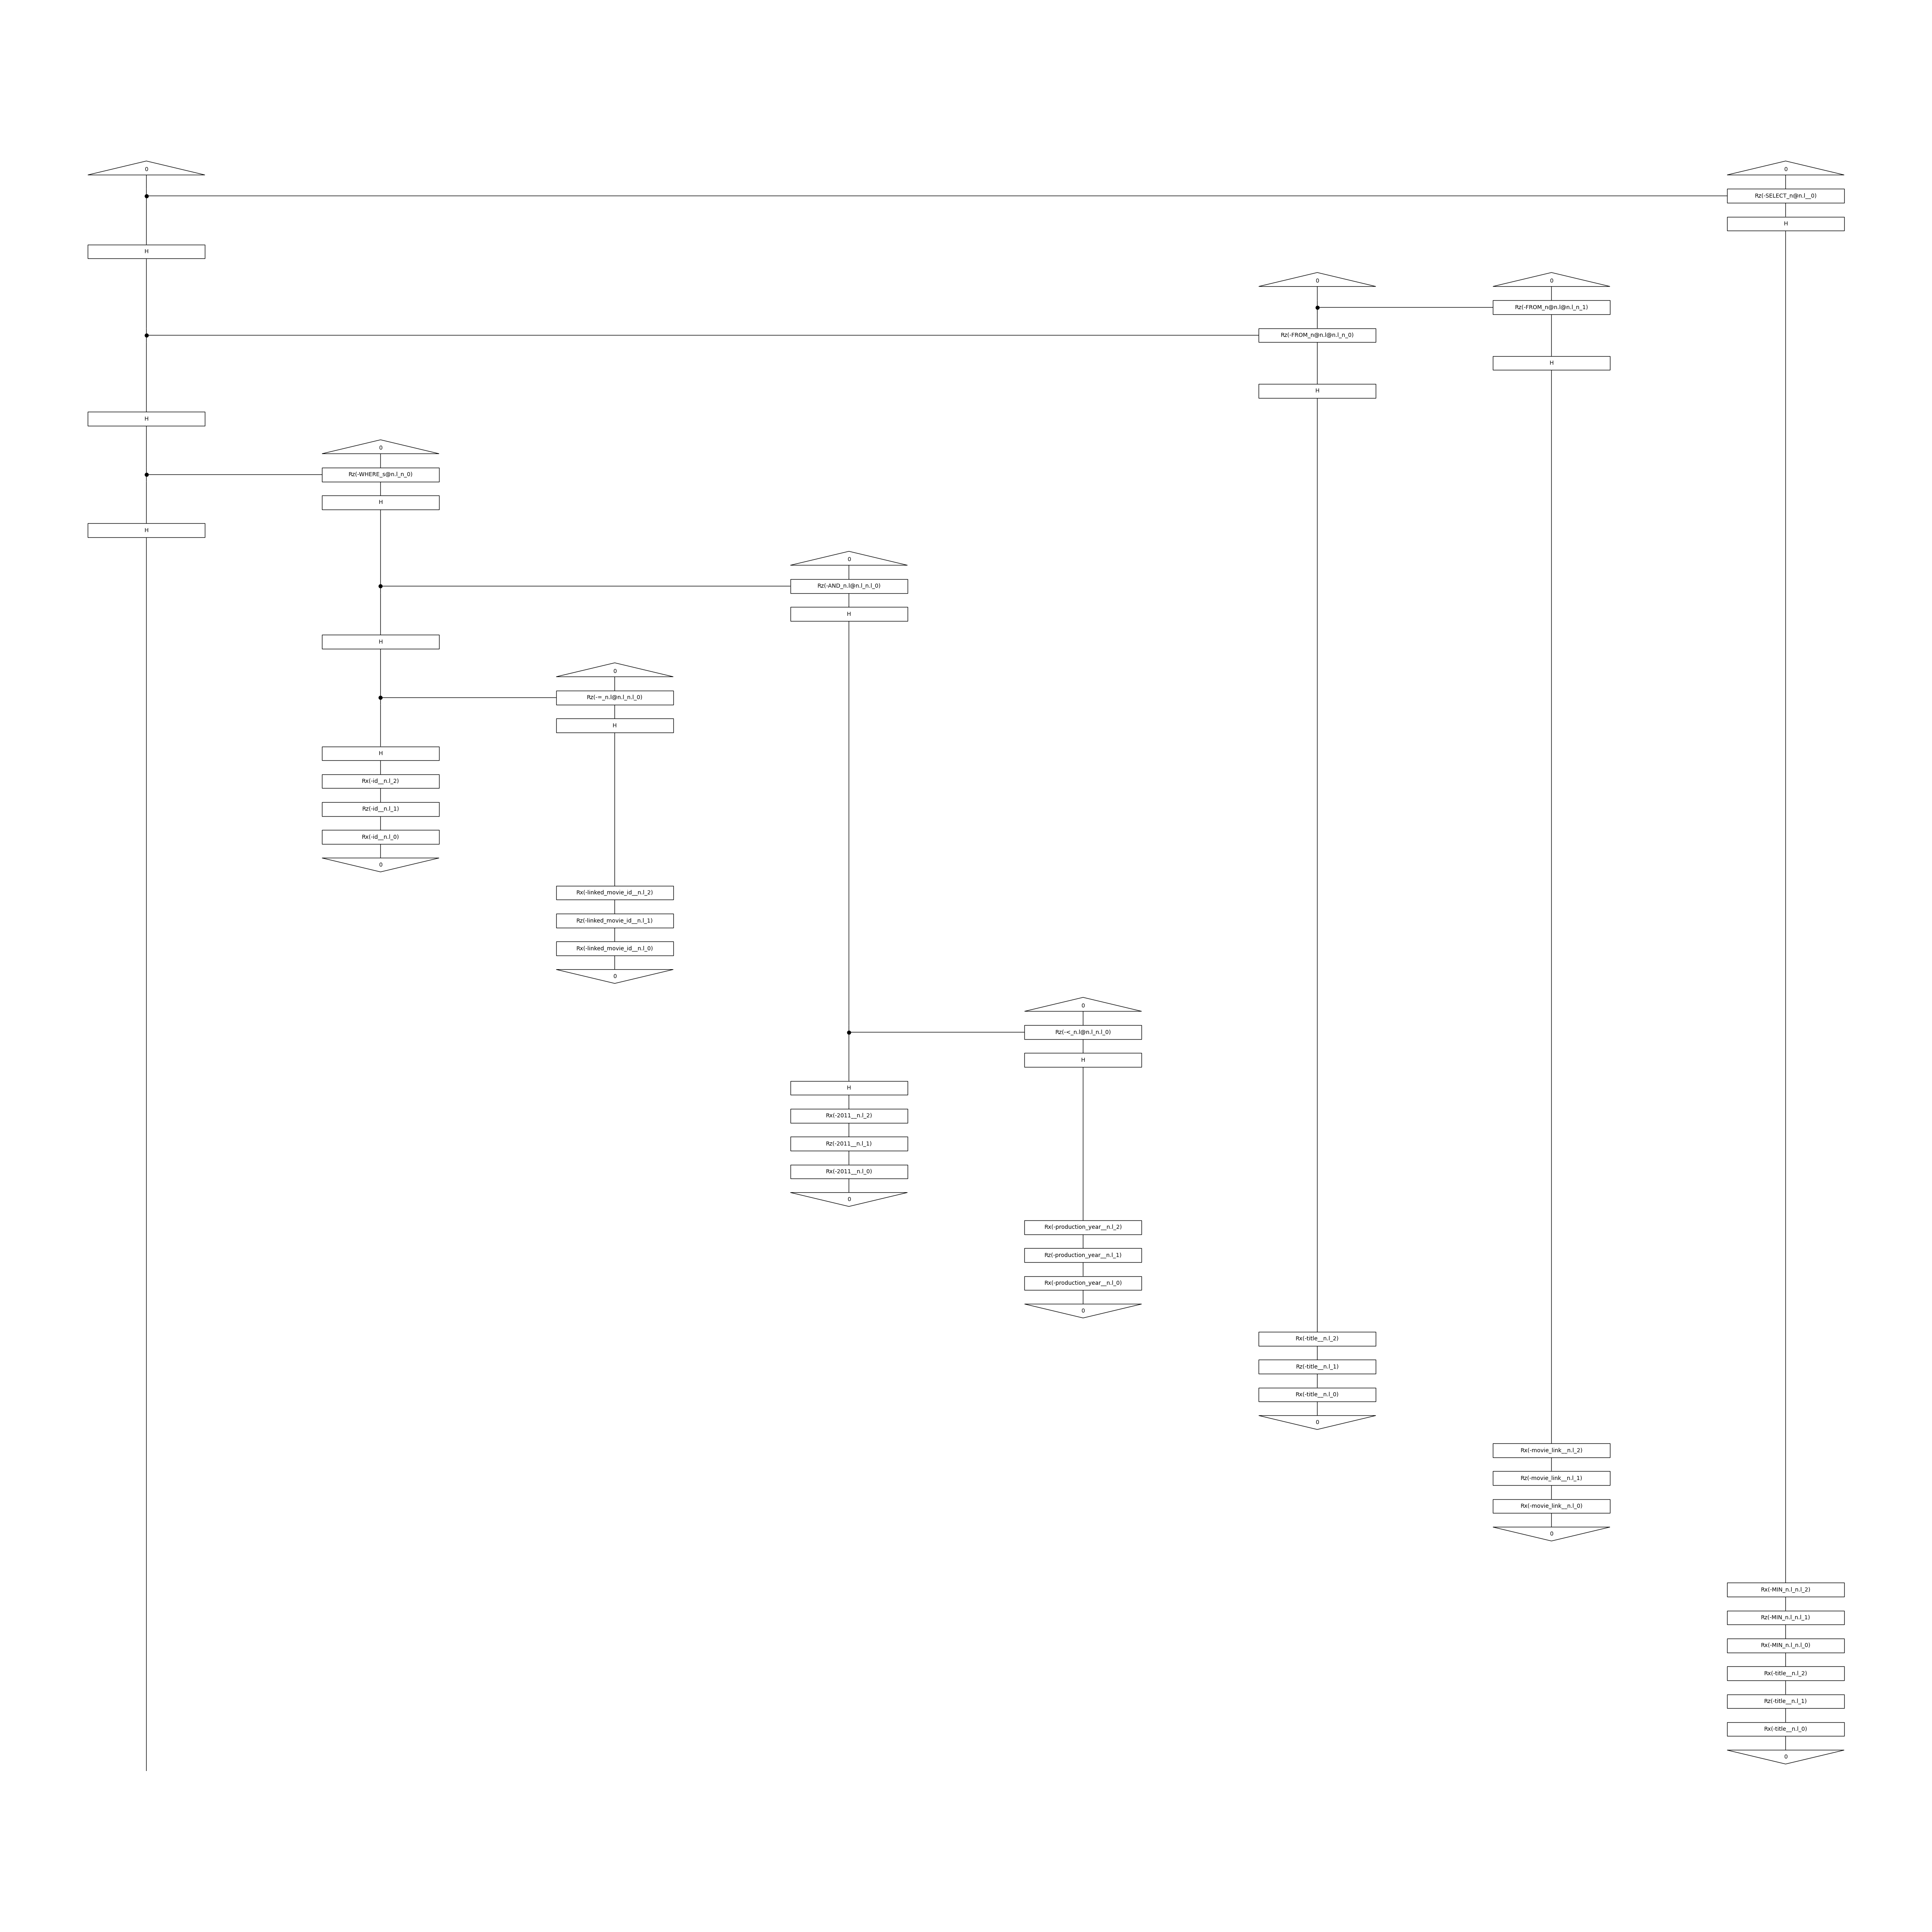 0
0
Rz(-SELECT_n@n.l__0)
H
H
0
0
Rz(-FROM_n@n.l@n.l_n_1)
Rz(-FROM_n@n.l@n.l_n_0)
H
H
H
0
Rz(-WHERE_s@n.l_n_0)
H
H
0
Rz(-AND_n.l@n.l_n.l_0)
H
H
0
Rz(-=_n.l@n.l_n.l_0)
H
H
Rx(-id__n.l_2)
Rz(-id__n.l_1)
Rx(-id__n.l_0)
0
Rx(-linked_movie_id__n.l_2)
Rz(-linked_movie_id__n.l_1)
Rx(-linked_movie_id__n.l_0)
0
0
Rz(-<_n.l@n.l_n.l_0)
H
H
Rx(-2011__n.l_2)
Rz(-2011__n.l_1)
Rx(-2011__n.l_0)
0
Rx(-production_year__n.l_2)
Rz(-production_year__n.l_1)
Rx(-production_year__n.l_0)
0
Rx(-title__n.l_2)
Rz(-title__n.l_1)
Rx(-title__n.l_0)
0
Rx(-movie_link__n.l_2)
Rz(-movie_link__n.l_1)
Rx(-movie_link__n.l_0)
0
Rx(-MIN_n.l_n.l_2)
Rz(-MIN_n.l_n.l_1)
Rx(-MIN_n.l_n.l_0)
Rx(-title__n.l_2)
Rz(-title__n.l_1)
Rx(-title__n.l_0)
0